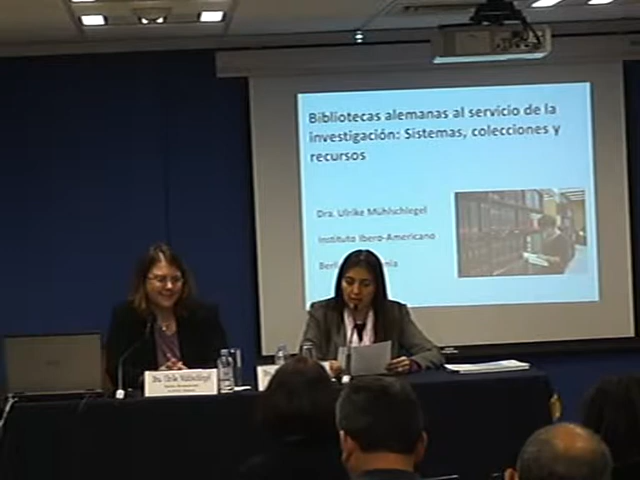 Bibliotecas alemanas al servicio de la
investigación: Sistemas, colecciones y
recursos
Dra. Ulrike Mühlschlegel
Instituto Ibero-Americano
Dra. Ulrike Mühlschlegel